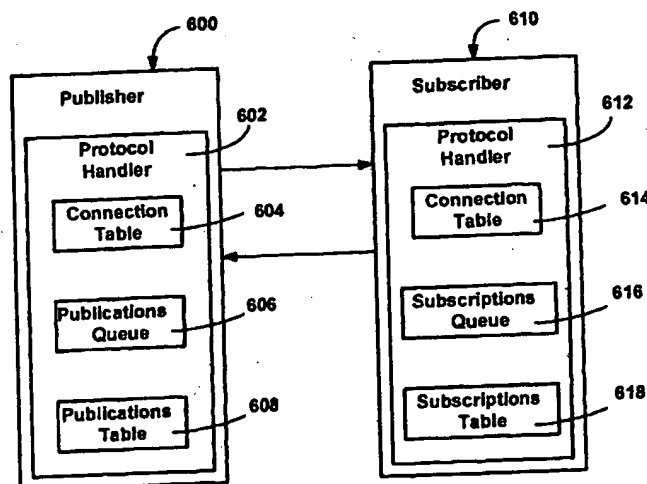 600
Publisher
602
Protocol
Handler
Connection
Table
604
Publications
Queue
606
Publications
Table
608
610
Subscriber
612
Protocol
Handler
Connection
Table
614
Subscriptions
Queue
616
Subscriptions
Table
618